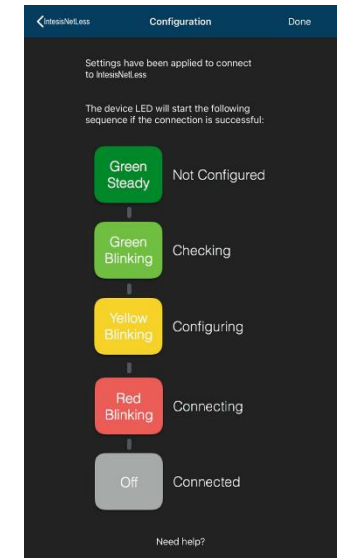 IntesisNetLess Configuration Done
Settings have been applied to connect
to IntesisNetLess
The device LED will start the following
sequence if the connection is successful:
Green
Steady
Not Configured
Green
Blinking
Checking
Yellow
Blinking
Configuring
Red
Blinking
Connecting
Off
Connected
Need help?